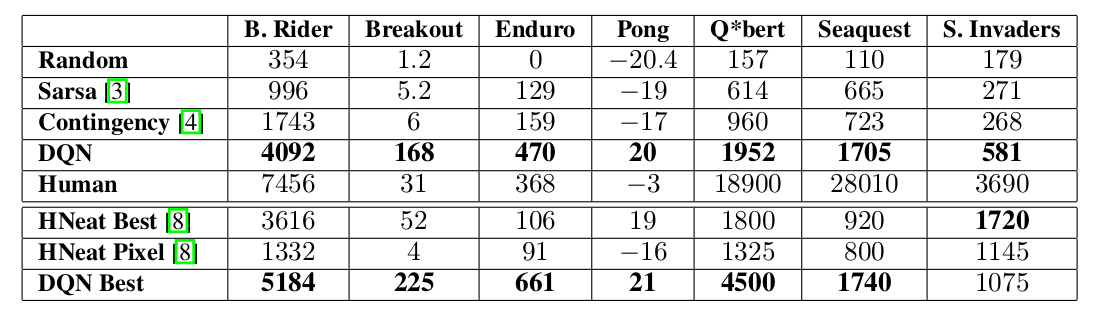 B. Rider Breakout Enduro Pong Q*bert Seaquest S. Invaders
Random 354 1.2 0 −20.4 157 110 179
Sarsa [3] 996 5.2 129 −19 614 665 271
Contingency [4] 1743 6 159 −17 960 723 268
DQN 4092 168 470 20 1952 1705 581
Human 7456 31 368 −3 18900 28010 3690
HNeat Best [8] 3616 52 106 19 1800 920 1720
HNeat Pixel [8] 1332 4 91 −16 1325 800 1145
DQN Best 5184 225 661 21 4500 1740 1075